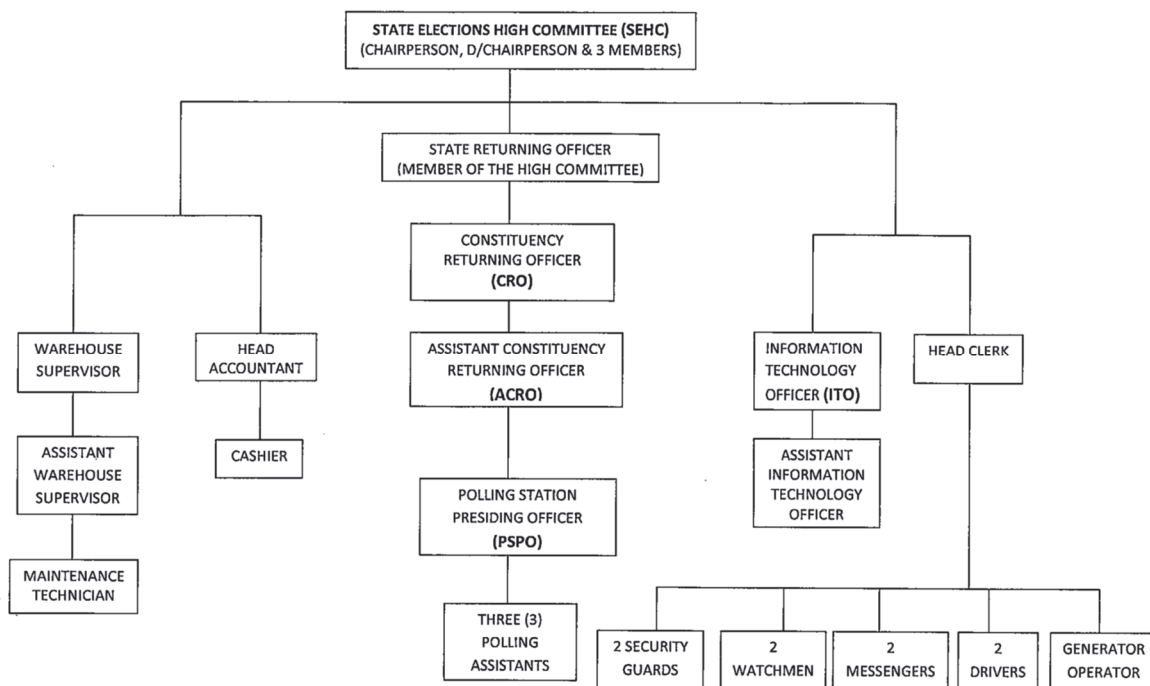 STATE ELECTIONS HIGH COMMITTEE (SEHC)
(CHAIRPERSON, D/CHAIRPERSON & 3 MEMBERS)
STATE RETURNING OFFICER
(MEMBER OF THE HIGH COMMITTEE)
CONSTITUENCY
RETURNING OFFICER
(CRO)
WAREHOUSE
SUPERVISOR
HEAD
ACCOUNTANT
ASSISTANT CONSTITUENCY
RETURNING OFFICER
(ACRO)
INFORMATION
TECHNOLOGY
OFFICER (ITO)
HEAD CLERK
ASSISTANT
WAREHOUSE
SUPERVISOR
CASHIER
ASSISTANT
INFORMATION
TECHNOLOGY
OFFICER
POLLING STATION
PRESIDING OFFICER
(PSPO)
MAINTENANCE
TECHNICIAN
THREE (3)
POLLING
ASSISTANTS
2 SECURITY
GUARDS
2
WATCHMEN
2
MESSENGERS
2
DRIVERS
GENERATOR
OPERATOR